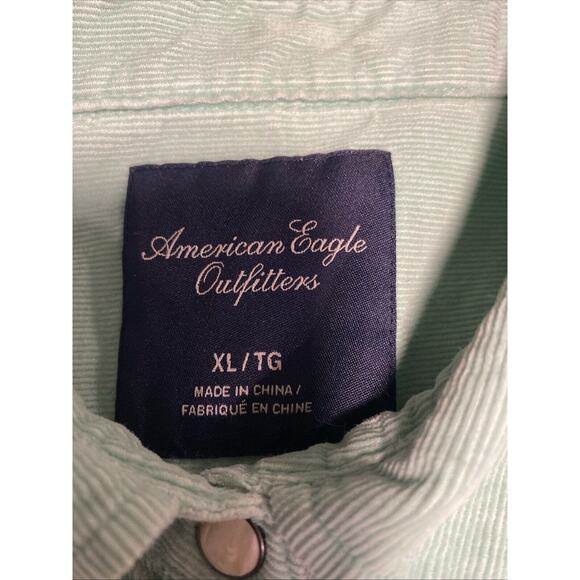 American Eagle
Outfitters
XL/TG
MADE IN CHINA/
FABRIQUÉ EN CHINE